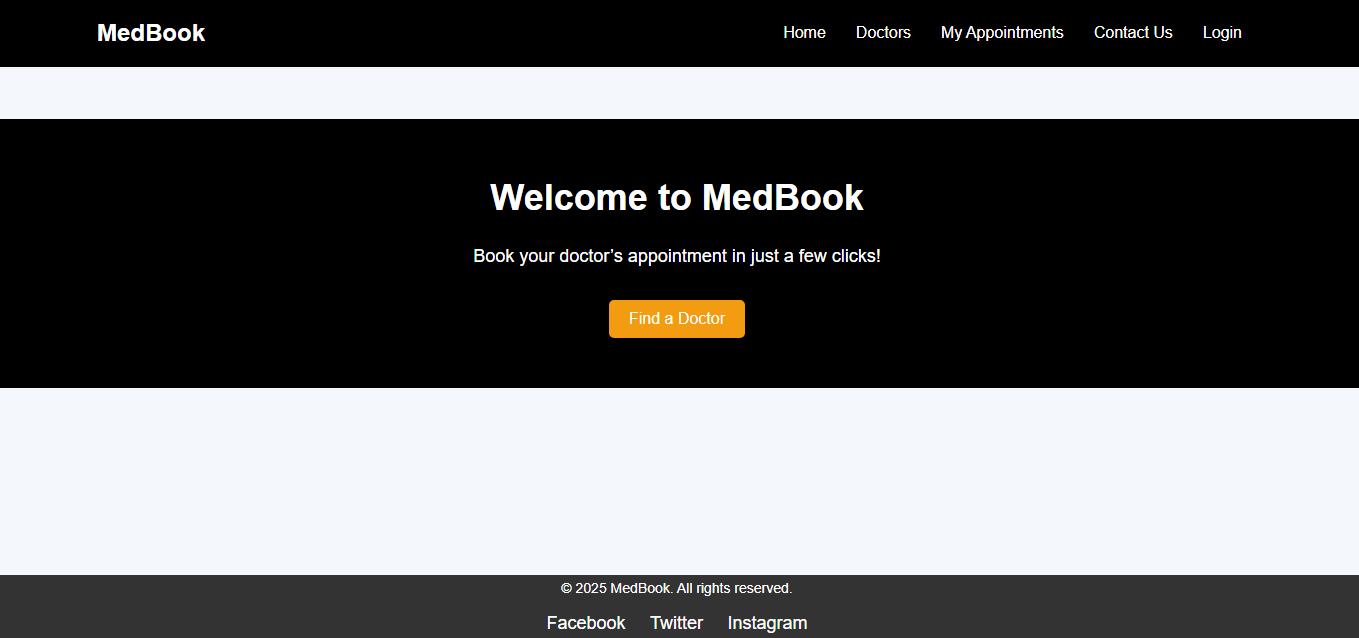 MedBook
Home Doctors My Appointments Contact Us Login
Welcome to MedBook
Book your doctor’s appointment in just a few clicks!
Find a Doctor
© 2025 MedBook. All rights reserved.
Facebook Twitter Instagram